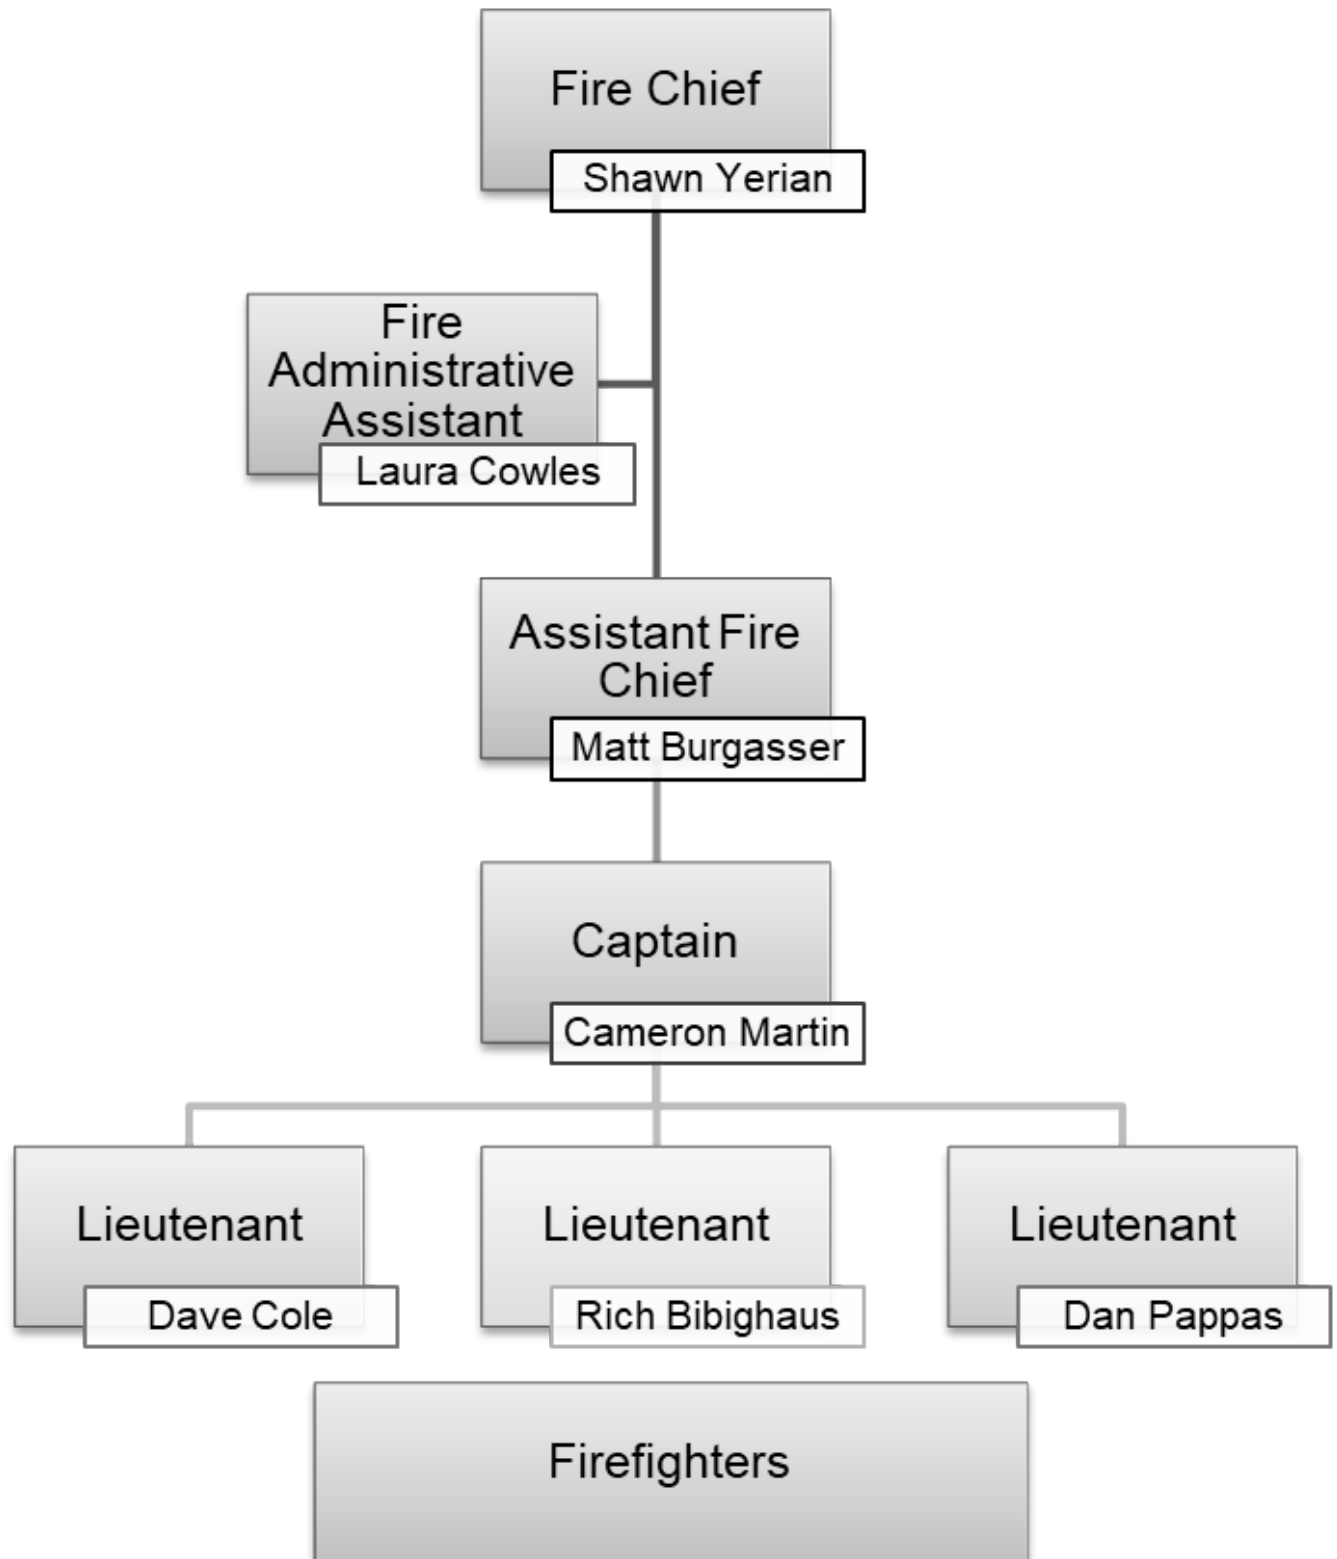 Fire Chief
Shawn Yerian
Fire
Administrative
Assistant
Laura Cowles
Assistant Fire
Chief
Matt Burgasser
Captain
Cameron Martin
Lieutenant
Dave Cole
Lieutenant
Rich Bibighaus
Lieutenant
Dan Pappas
Firefighters